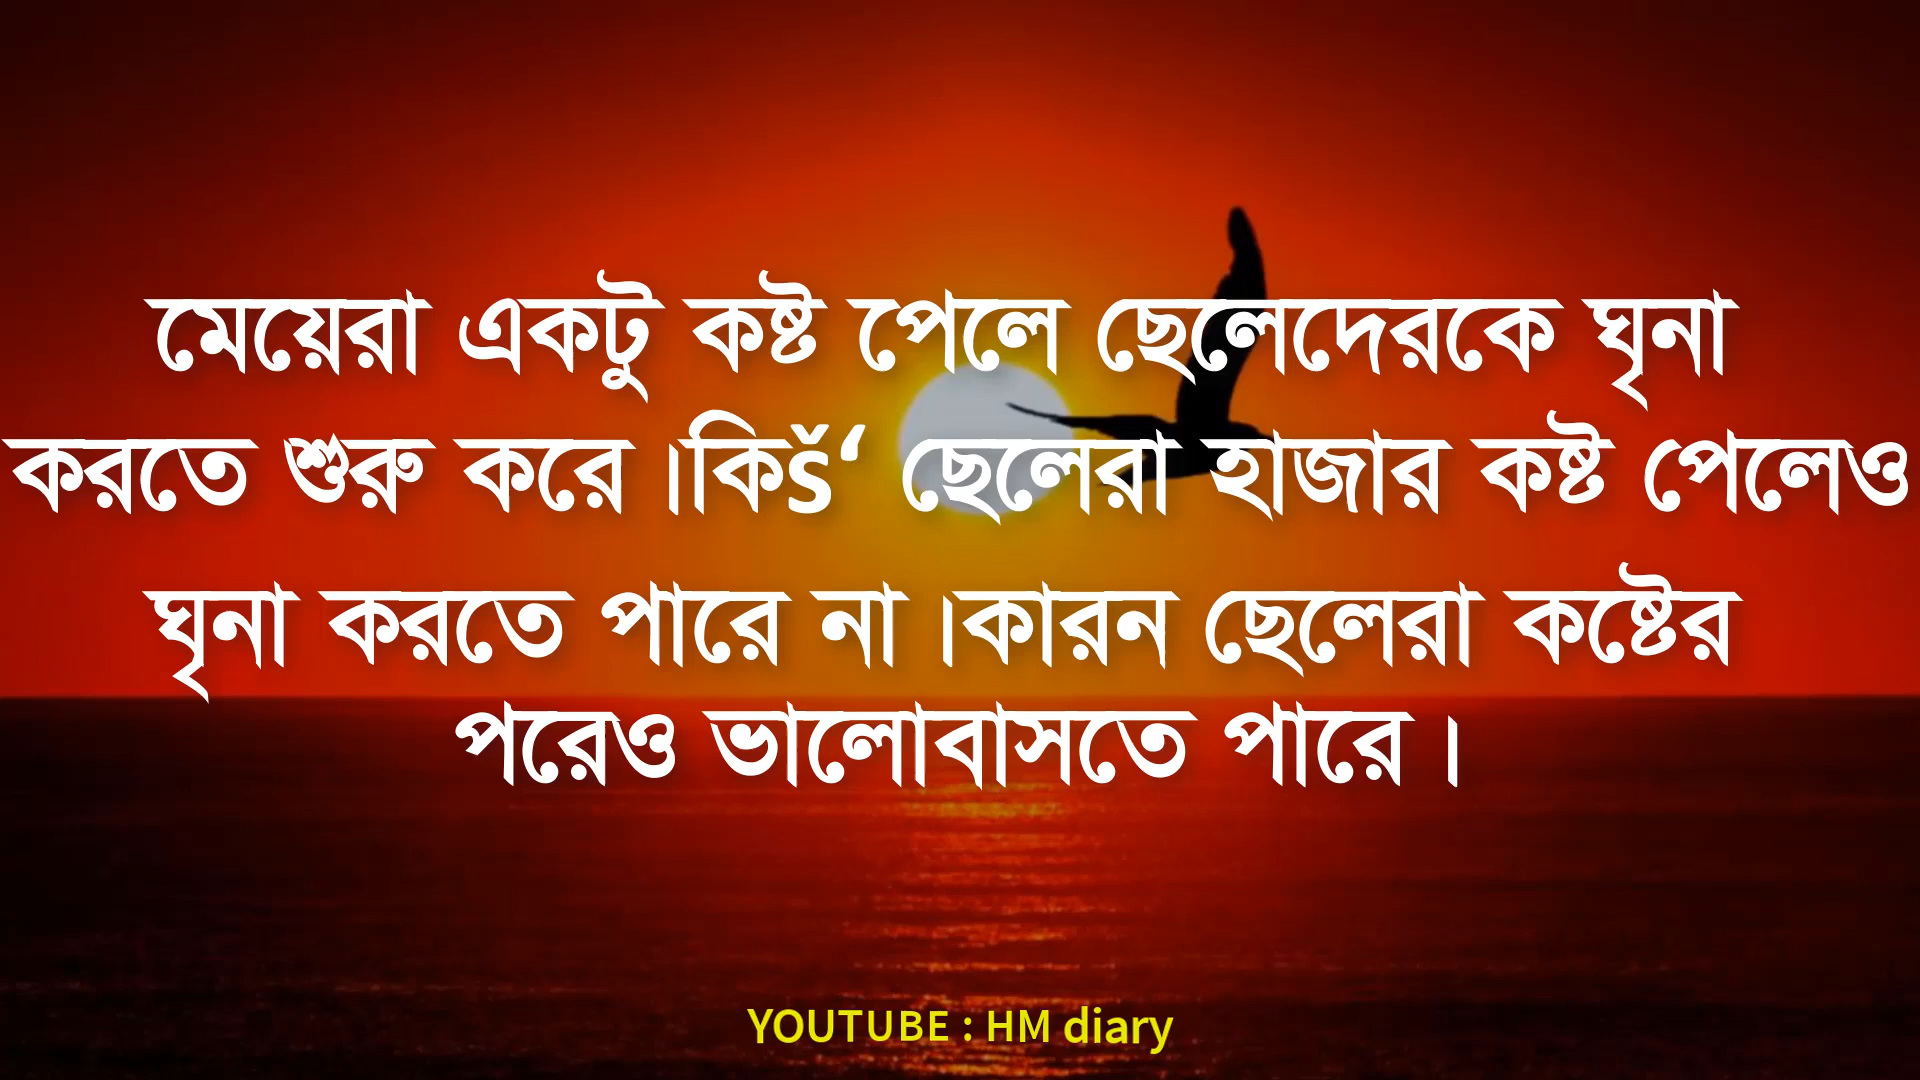 মেয়েরা একটু কষ্ট পেলে ছেলেদেরকে ঘৃনা
করতে শুরু করে ।কিš‘ ছেলেরা হাজার কষ্ট পেলেও
ঘৃনা করতে পারে না ।কারন ছেলেরা কষ্টের
পরেও ভালোবাসতে পারে ।
YOUTUBE : HM diary